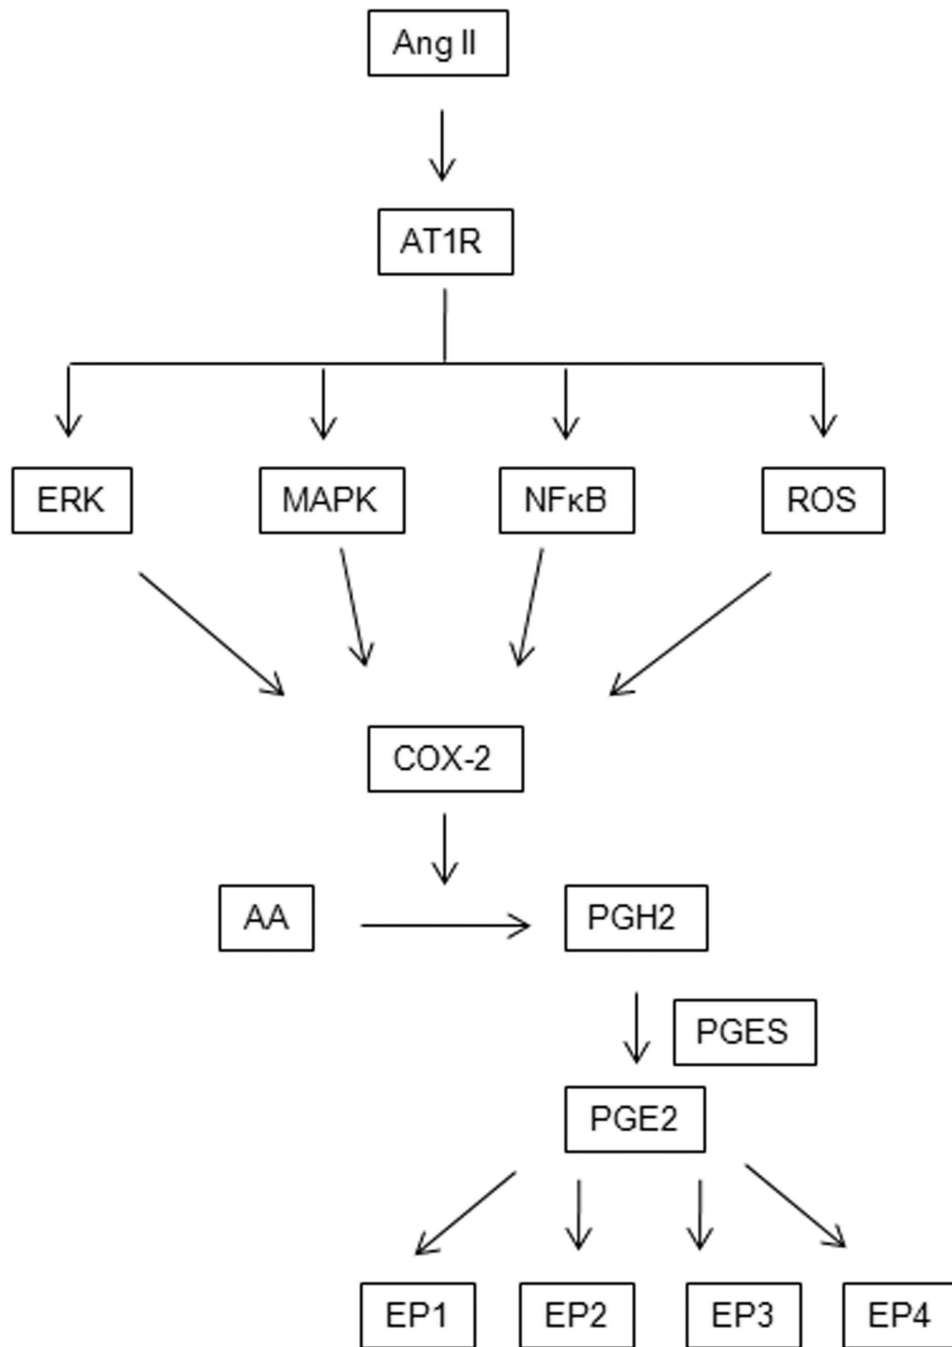 Ang II
AT1R
ERK
MAPK
NFκB
ROS
COX-2
AA
PGH2
PGES
PGE2
EP1
EP2
EP3
EP4